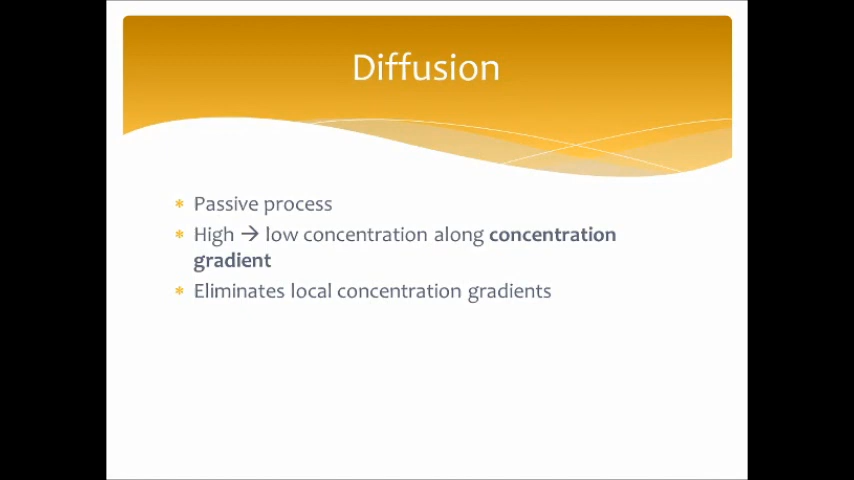 Diffusion
* Passive process
* High → low concentration along concentration
gradient
* Eliminates local concentration gradients